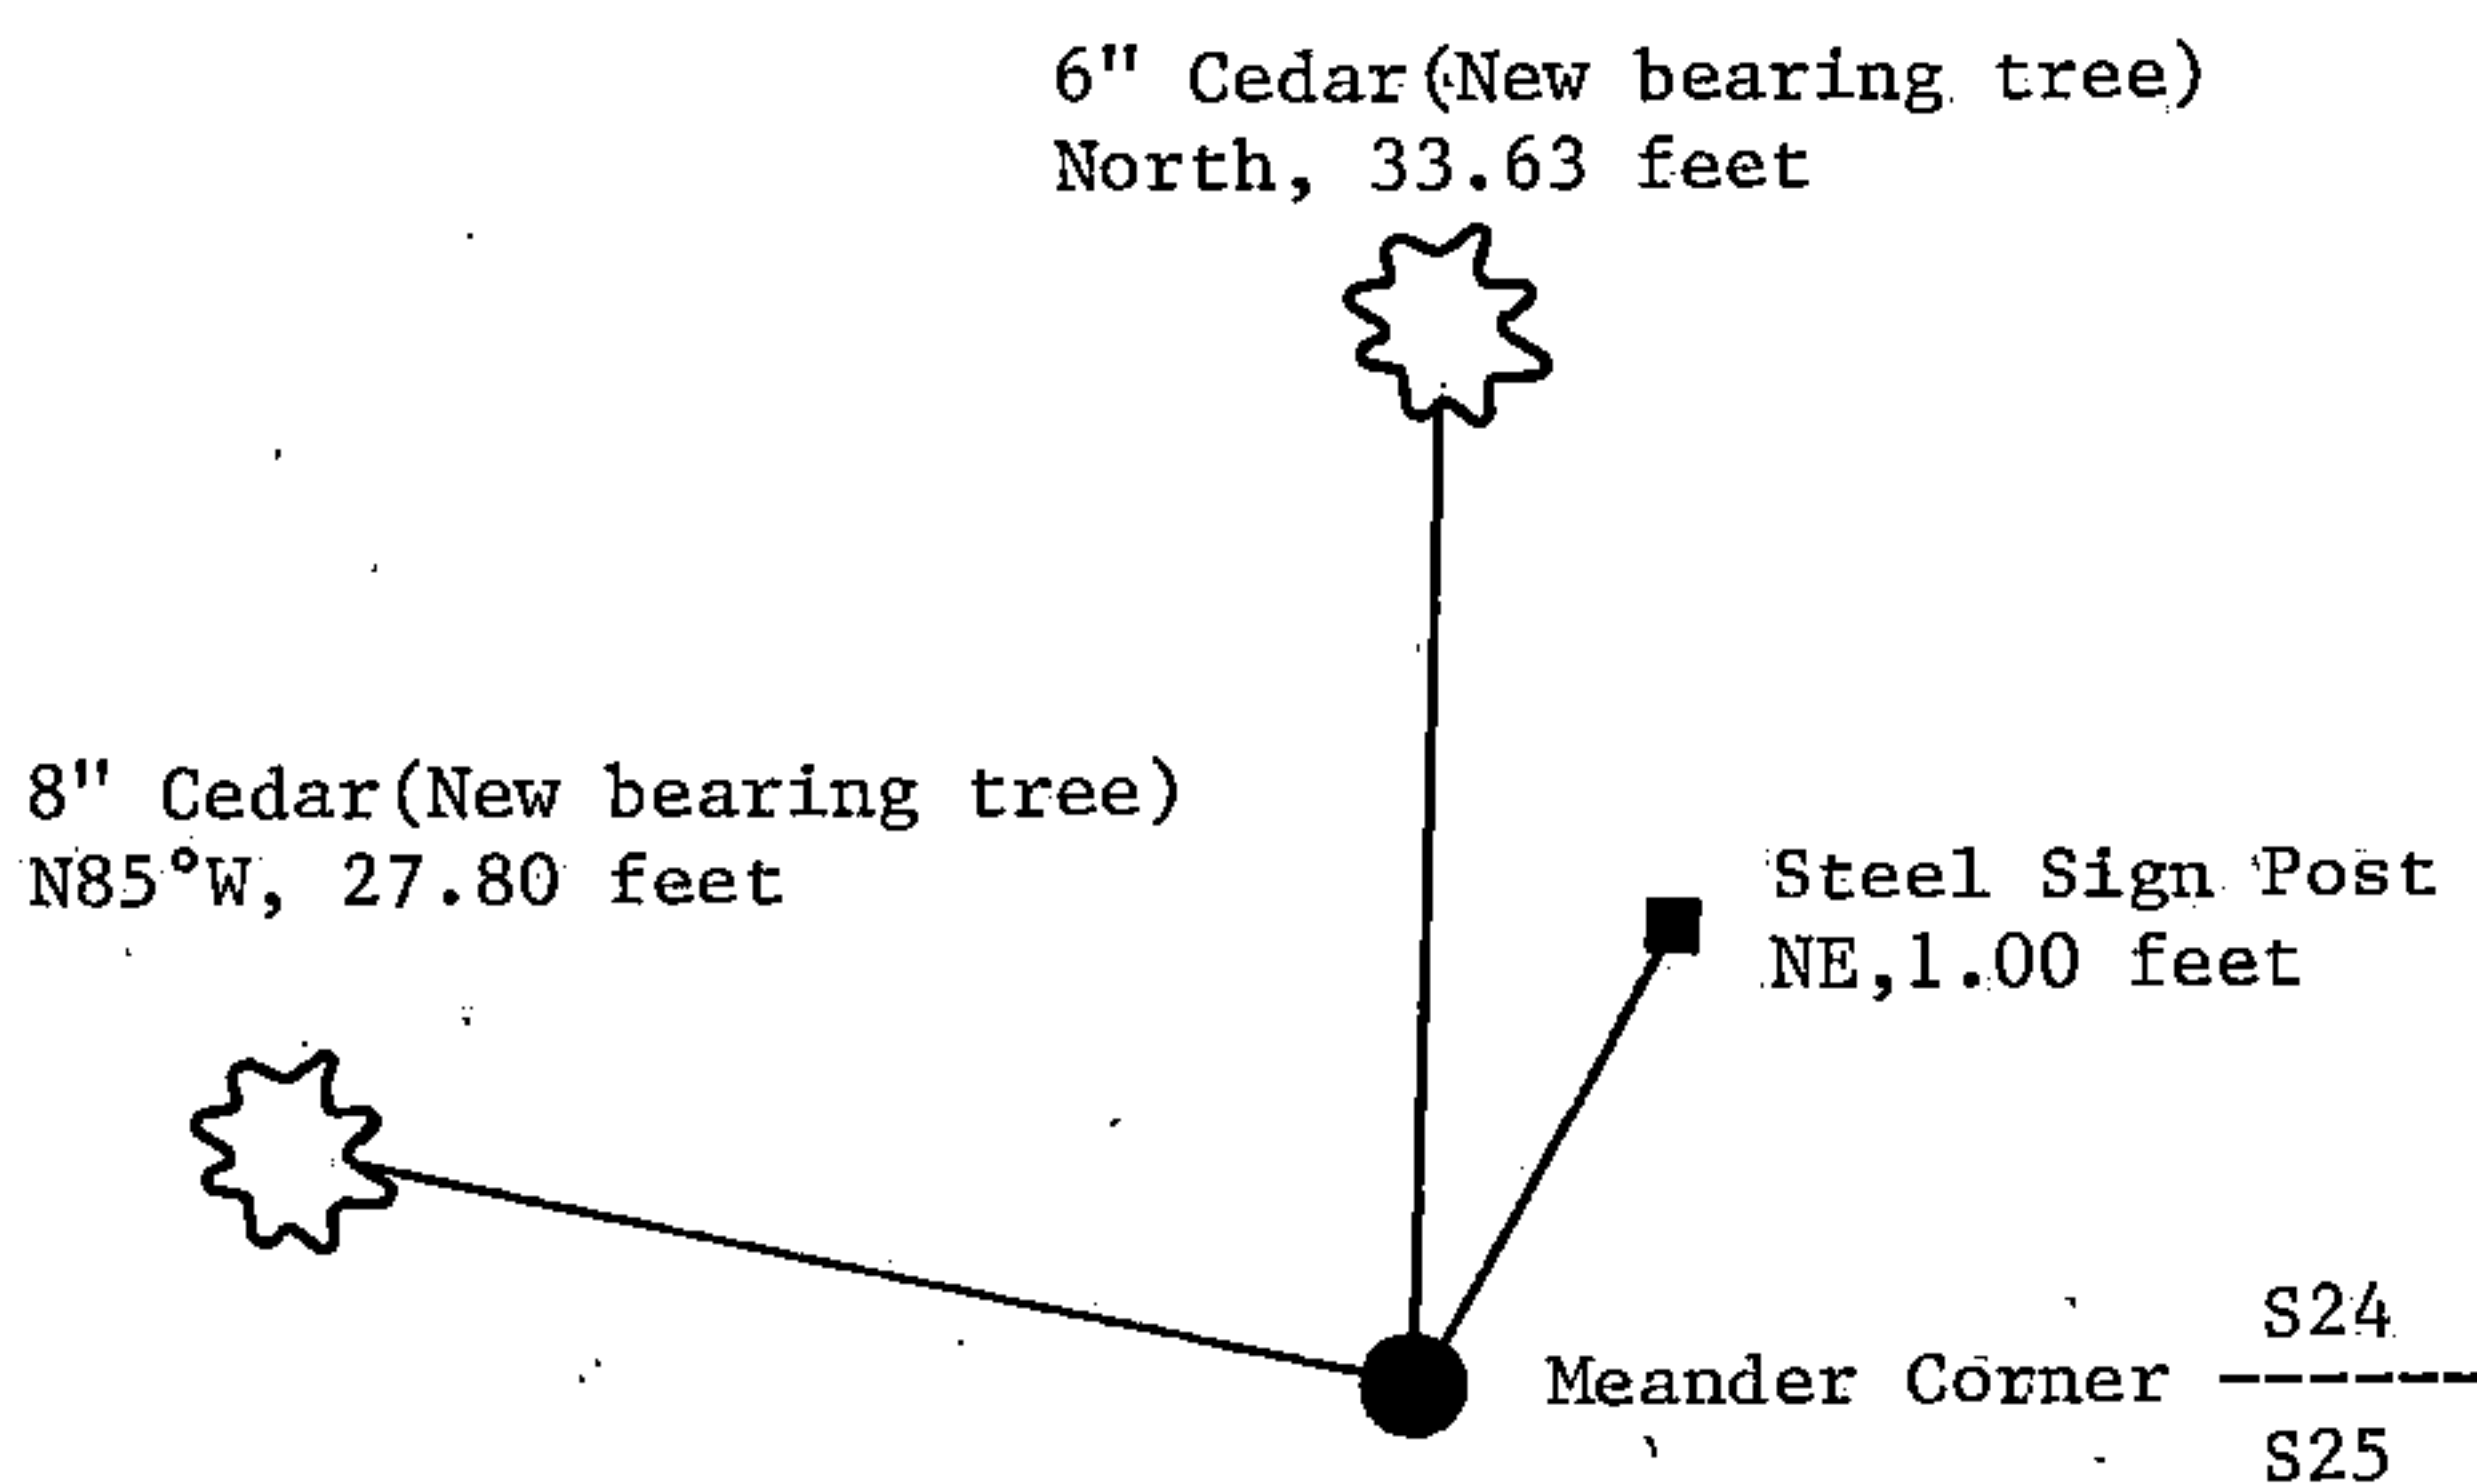 6" Cedar(New bearing tree)
North, 33.63 feet
8" Cedar(New bearing tree)
N85°W, 27.80 feet
Steel Sign Post
NE,1.00 feet
S24
Meander Corner ------
S25